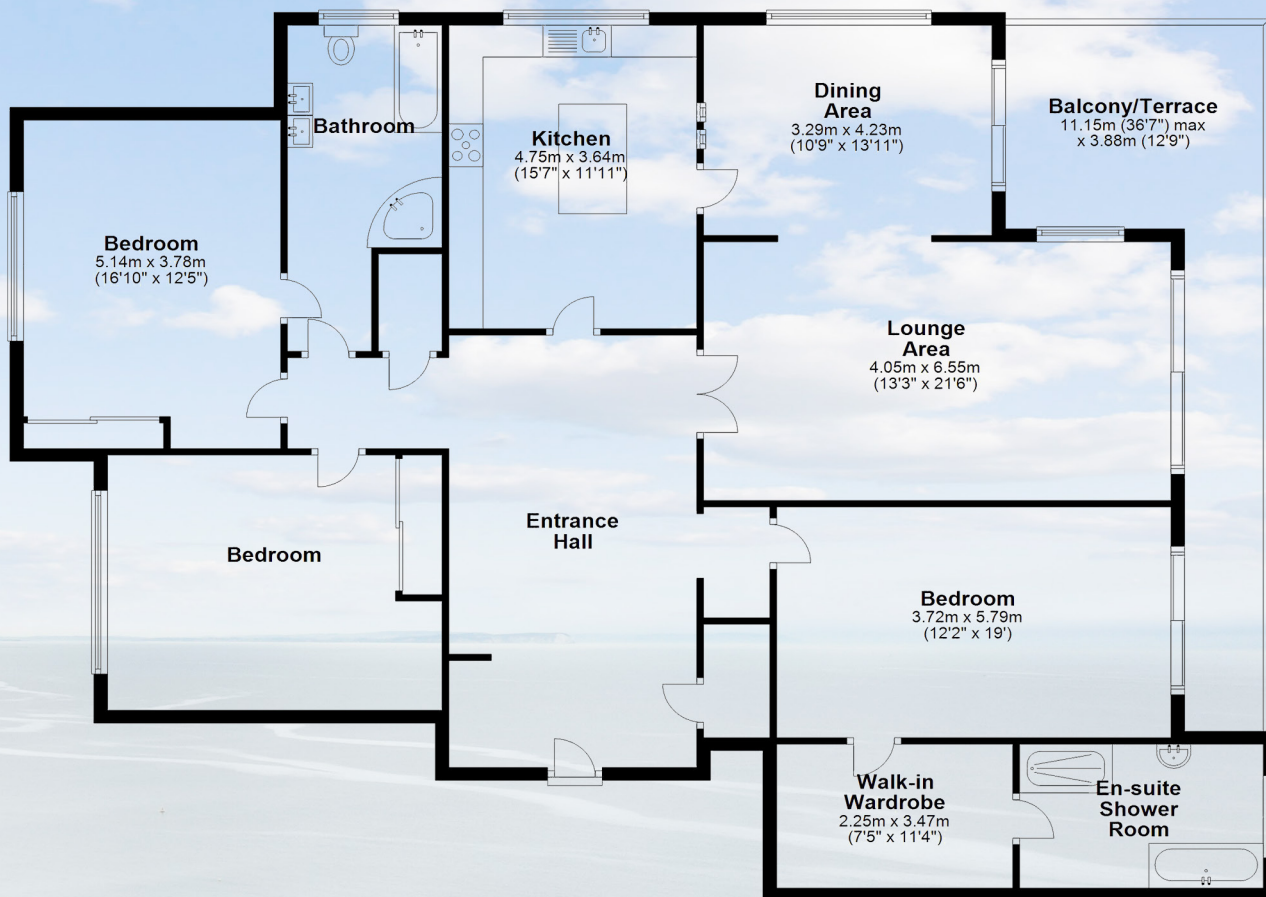 Bathroom
Kitchen
4.75m x 3.64m
(15'7" x 11'11")
Dining
Area
3.29m x 4.23m
(10'9" x 13'11")
Balcony/Terrace
11.15m (36'7") max
x 3.88m (12'9")
Bedroom
5.14m x 3.78m
(16'10" x 12'5")
Lounge
Area
4.05m x 6.55m
(13'3" x 21'6")
Bedroom
Entrance
Hall
Bedroom
3.72m x 5.79m
(12'2" x 19')
Walk-in
Wardrobe
2.25m x 3.47m
(7'5" x 11'4")
En-suite
Shower
Room